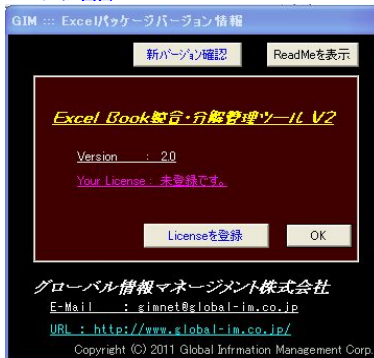 GIM ::: Excelパッケージバージョン情報
新バージョン確認 ReadMeを表示
Excel Book統合・分解管理ツール V2
Version : 2.0
Your License : 未登録です。
Licenseを登録 OK
グローバル情報マネージメント株式会社
E-Mail : gimnet@global-im.co.jp
URL : http://www.global-im.co.jp/
Copyright (C) 2011 Global Infrmation Management Corp.